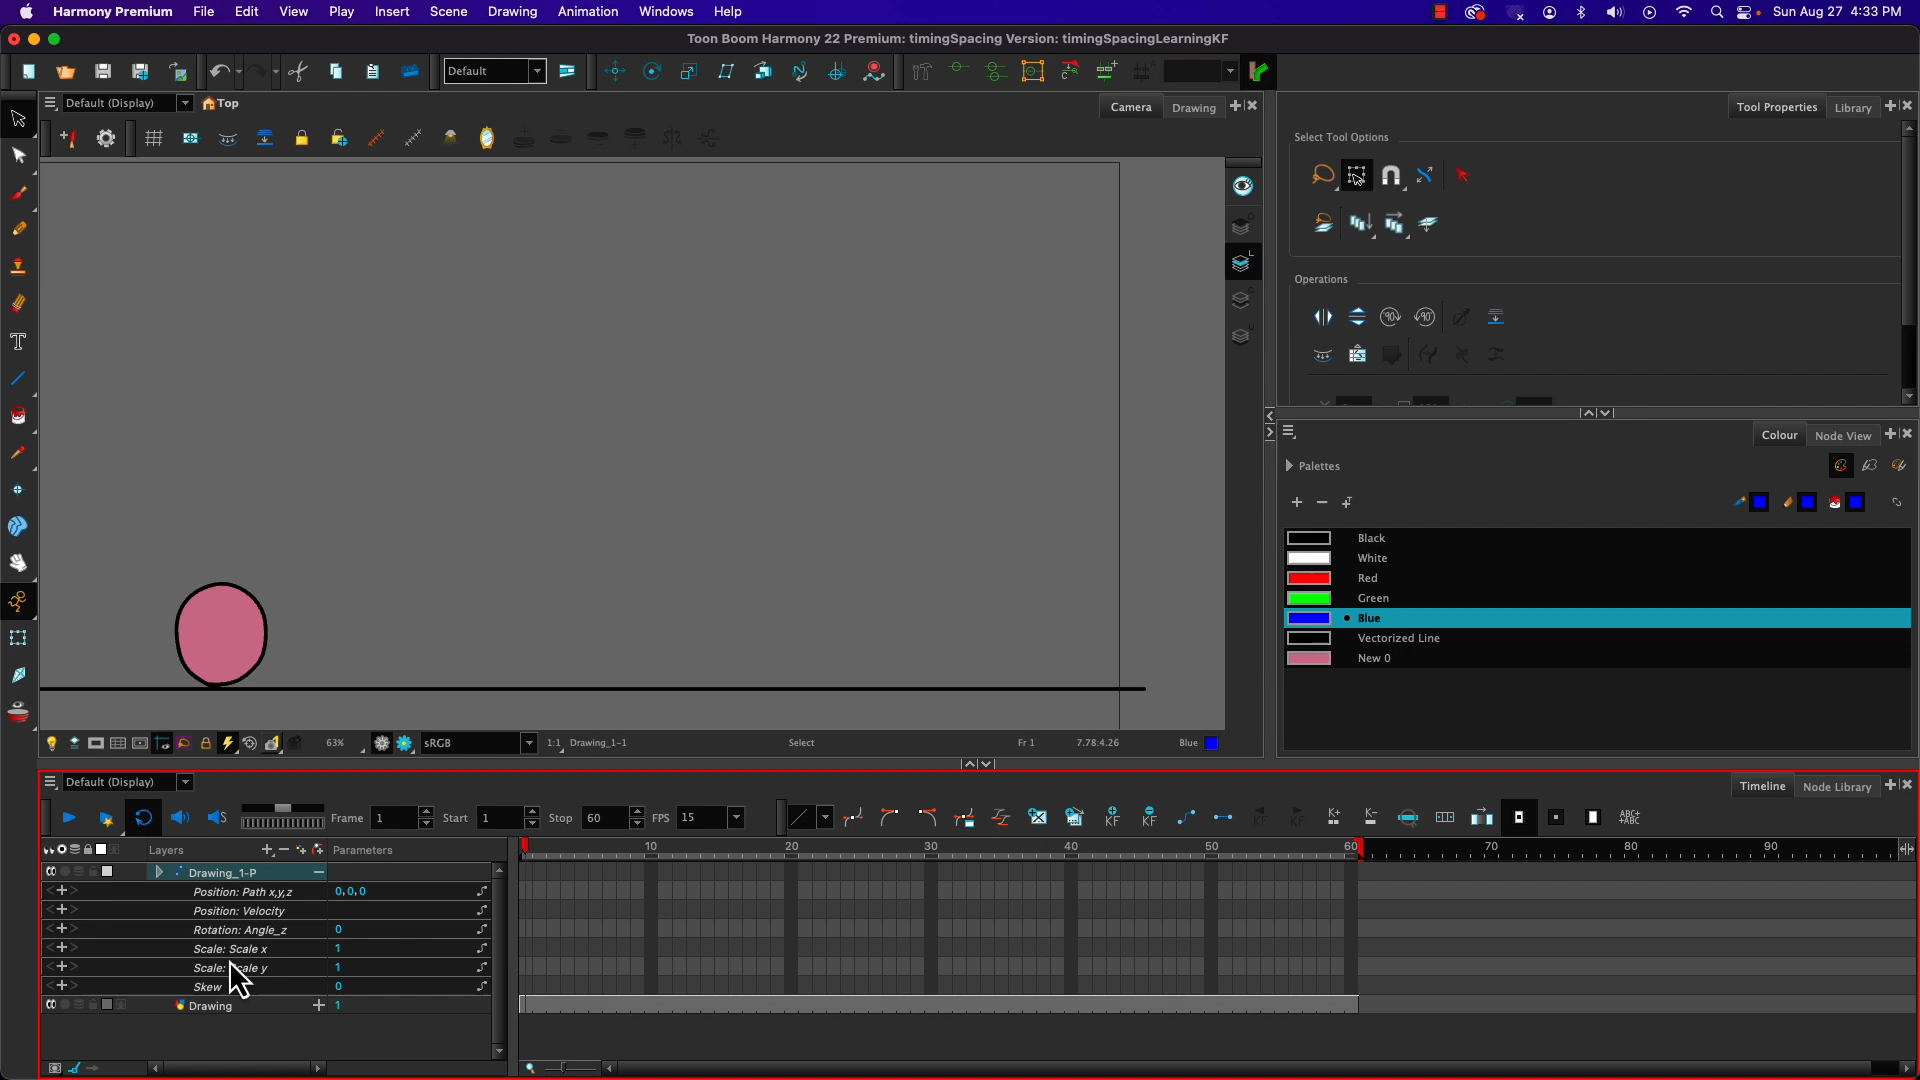 Harmony Premium File Edit View Play Insert Scene Drawing Animation Windows Help Sun Aug 27 4:33 PM
Toon Boom Harmony 22 Premium: timingSpacing Version: timingSpacingLearningKF
Default
Default (Display) Top Camera Drawing
Tool Properties Library
Select Tool Options
Operations
Colour Node View
Palettes
Black
White
Red
Green
Blue
Vectorized Line
New 0
63% sRGB 1:1 Drawing_1-1 Select Fr 1 7.78:4.26 Blue
Default (Display) Timeline Node Library
Frame 1 Start 1 Stop 60 FPS 15
Layers Parameters 10 20 30 40 50 60 70 80 90
Drawing_1-P
Position: Path x,y,z 0,0,0
Position: Velocity
Rotation: Angle_z 0
Scale: Scale x 1
Scale: Scale y 1
Skew 0
Drawing 1